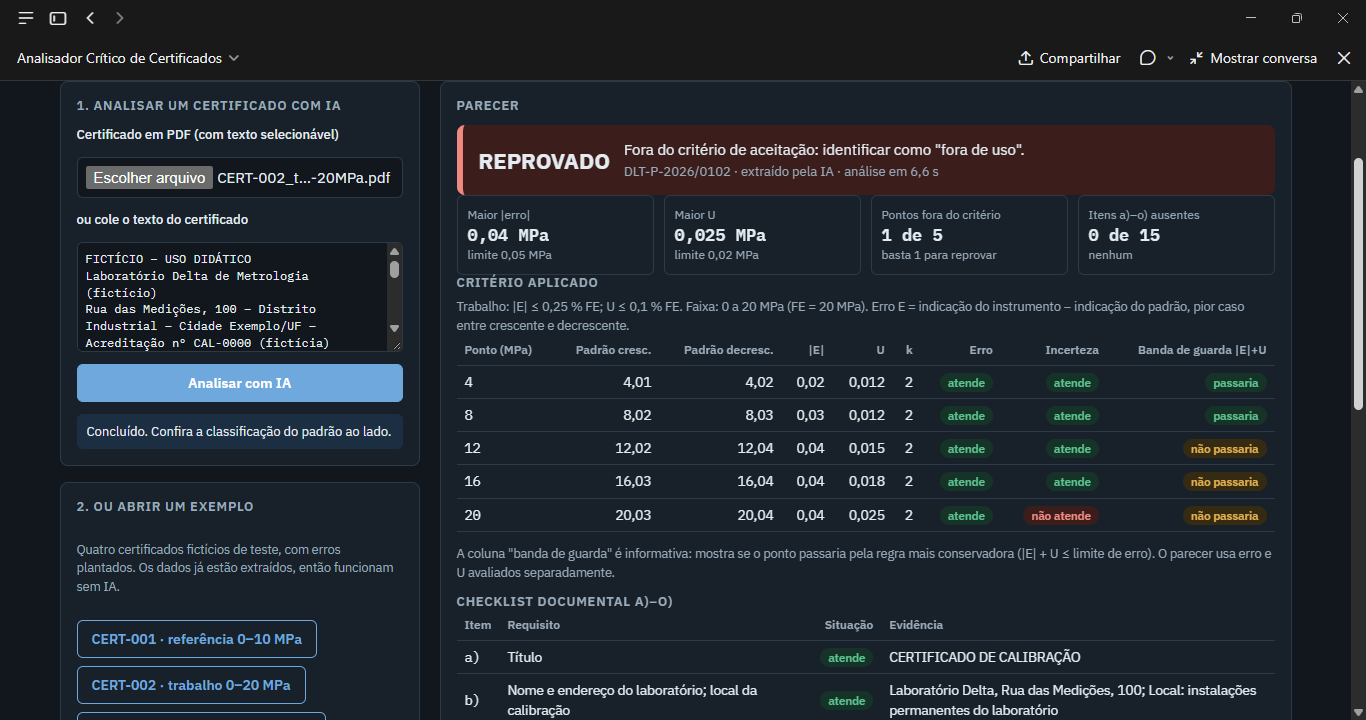 Analisador Crítico de Certificados
Compartilhar
Mostrar conversa
1. ANALISAR UM CERTIFICADO COM IA
Certificado em PDF (com texto selecionável)
Escolher arquivo CERT-002_t...-20MPa.pdf
ou cole o texto do certificado
FICTÍCIO — USO DIDÁTICO
Laboratório Delta de Metrologia
(fictício)
Rua das Medições, 100 — Distrito
Industrial — Cidade Exemplo/UF —
Acreditação nº CAL-0000 (fictícia)
Analisar com IA
Concluído. Confira a classificação do padrão ao lado.
2. OU ABRIR UM EXEMPLO
Quatro certificados fictícios de teste, com erros
plantados. Os dados já estão extraídos, então funcionam
sem IA.
CERT-001 · referência 0–10 MPa
CERT-002 · trabalho 0–20 MPa
PARECER
REPROVADO
Fora do critério de aceitação: identificar como "fora de uso".
DLT-P-2026/0102 · extraído pela IA · análise em 6,6 s
Maior |erro|
0,04 MPa
limite 0,05 MPa
Maior U
0,025 MPa
limite 0,02 MPa
Pontos fora do critério
1 de 5
basta 1 para reprovar
Itens a)–o) ausentes
0 de 15
nenhum
CRITÉRIO APLICADO
Trabalho: |E| ≤ 0,25 % FE; U ≤ 0,1 % FE. Faixa: 0 a 20 MPa (FE = 20 MPa). Erro E = indicação do instrumento – indicação do padrão, pior caso
entre crescente e decrescente.
Ponto (MPa) Padrão cresc. Padrão decresc. |E| U k Erro Incerteza Banda de guarda |E|+U
4 4,01 4,02 0,02 0,012 2 atende atende passaria
8 8,02 8,03 0,03 0,012 2 atende atende passaria
12 12,02 12,04 0,04 0,015 2 atende atende não passaria
16 16,03 16,04 0,04 0,018 2 atende atende não passaria
20 20,03 20,04 0,04 0,025 2 atende não atende não passaria
A coluna "banda de guarda" é informativa: mostra se o ponto passaria pela regra mais conservadora (|E| + U ≤ limite de erro). O parecer usa erro e
U avaliados separadamente.
CHECKLIST DOCUMENTAL A)–O)
Item Requisito Situação Evidência
a) Título atende CERTIFICADO DE CALIBRAÇÃO
b) Nome e endereço do laboratório; local da calibração atende Laboratório Delta, Rua das Medições, 100; Local: instalações permanentes do laboratório